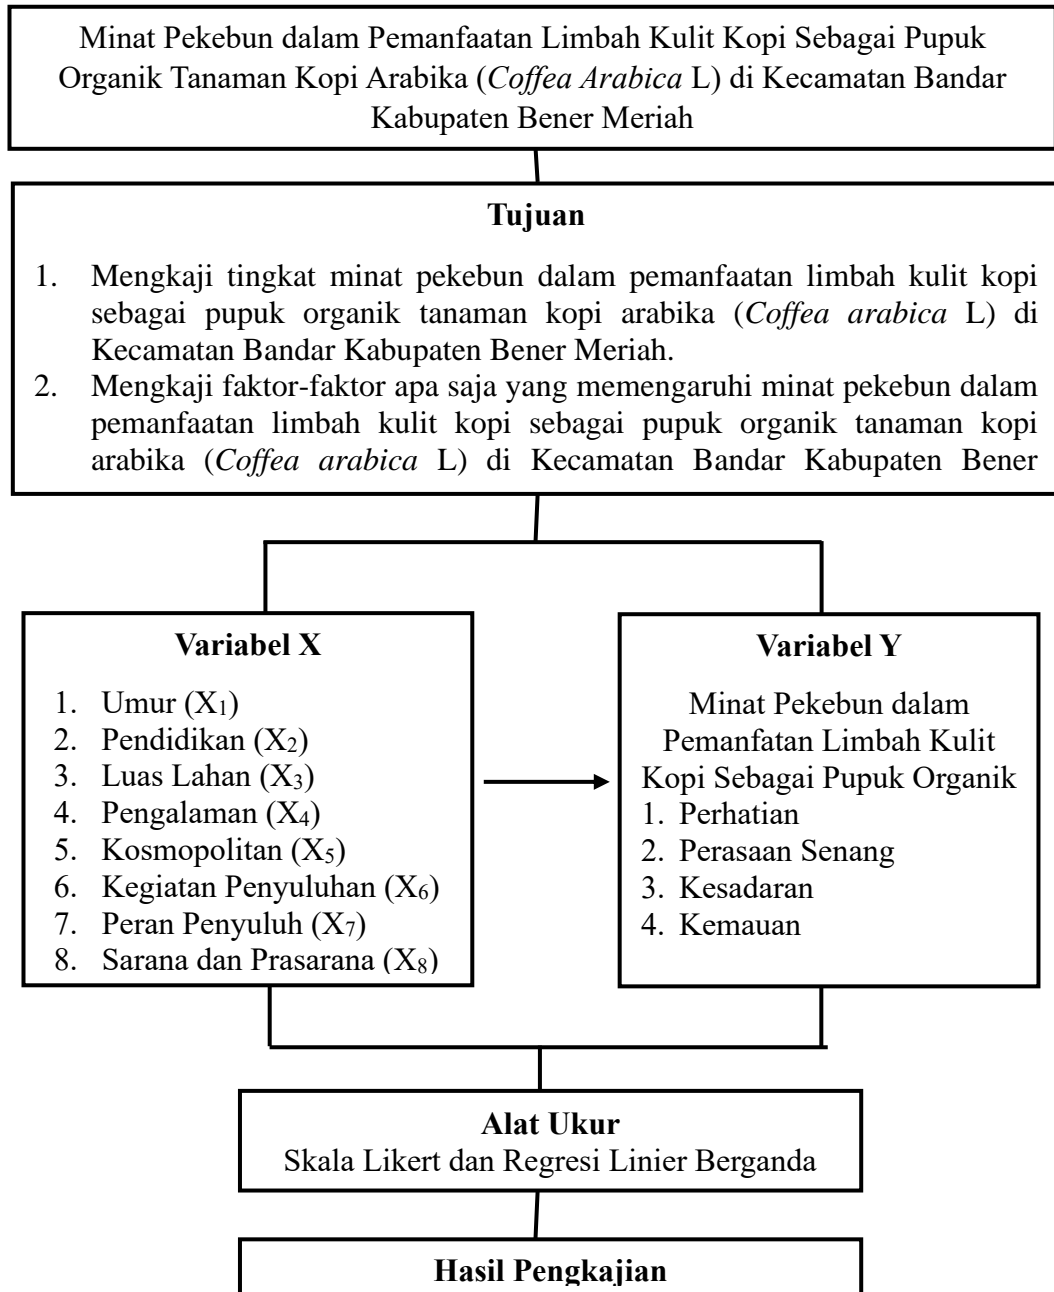 Minat Pekebun dalam Pemanfaatan Limbah Kulit Kopi Sebagai Pupuk
Organik Tanaman Kopi Arabika (Coffea Arabica L) di Kecamatan Bandar
Kabupaten Bener Meriah
Tujuan
1. Mengkaji tingkat minat pekebun dalam pemanfaatan limbah kulit kopi
sebagai pupuk organik tanaman kopi arabika (Coffea arabica L) di
Kecamatan Bandar Kabupaten Bener Meriah.
2. Mengkaji faktor-faktor apa saja yang memengaruhi minat pekebun dalam
pemanfaatan limbah kulit kopi sebagai pupuk organik tanaman kopi
arabika (Coffea arabica L) di Kecamatan Bandar Kabupaten Bener
Variabel X
1. Umur (X₁)
2. Pendidikan (X₂)
3. Luas Lahan (X₃)
4. Pengalaman (X₄)
5. Kosmopolitan (X₅)
6. Kegiatan Penyuluhan (X₆)
7. Peran Penyuluh (X₇)
8. Sarana dan Prasarana (X₈)
Variabel Y
Minat Pekebun dalam
Pemanfatan Limbah Kulit
Kopi Sebagai Pupuk Organik
1. Perhatian
2. Perasaan Senang
3. Kesadaran
4. Kemauan
Alat Ukur
Skala Likert dan Regresi Linier Berganda
Hasil Pengkajian